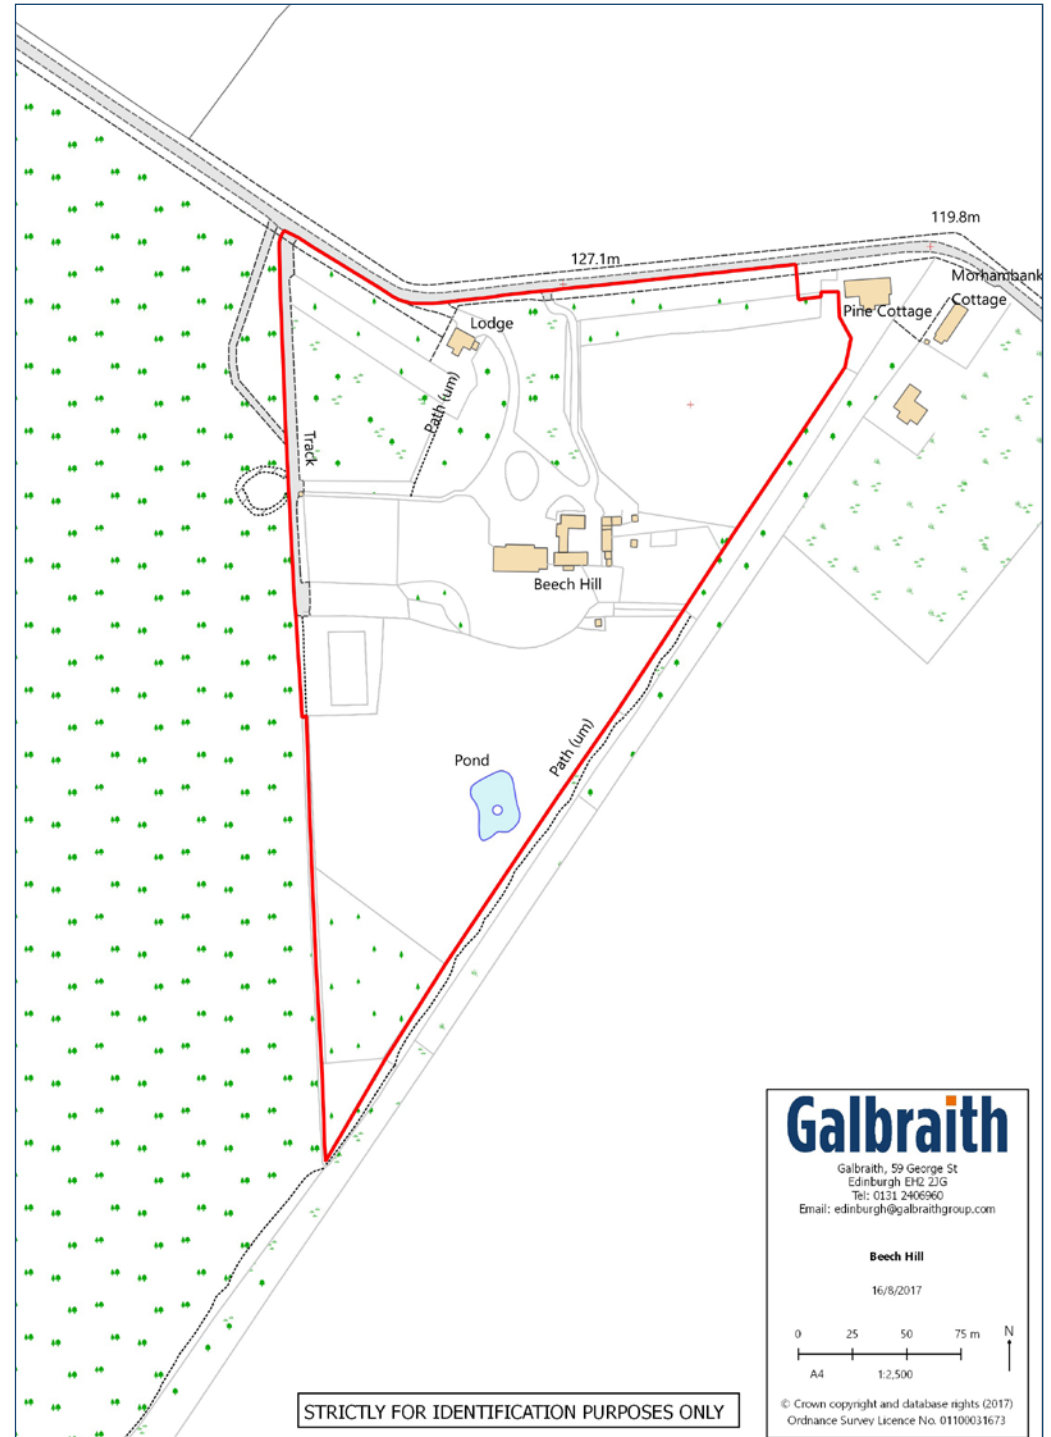 119.8m
127.1m
Morhambank
Cottage
Pine Cottage
Lodge
Path (um)
Track
Beech Hill
Path (um)
Pond
Galbraith
Galbraith, 59 George St
Edinburgh EH2 2JG
Tel: 0131 2406960
Email: edinburgh@galbraithgroup.com
Beech Hill
16/8/2017
0 25 50 75 m N
A4 1:2,500
© Crown copyright and database rights (2017)
Ordnance Survey Licence No. 01100031673
STRICTLY FOR IDENTIFICATION PURPOSES ONLY